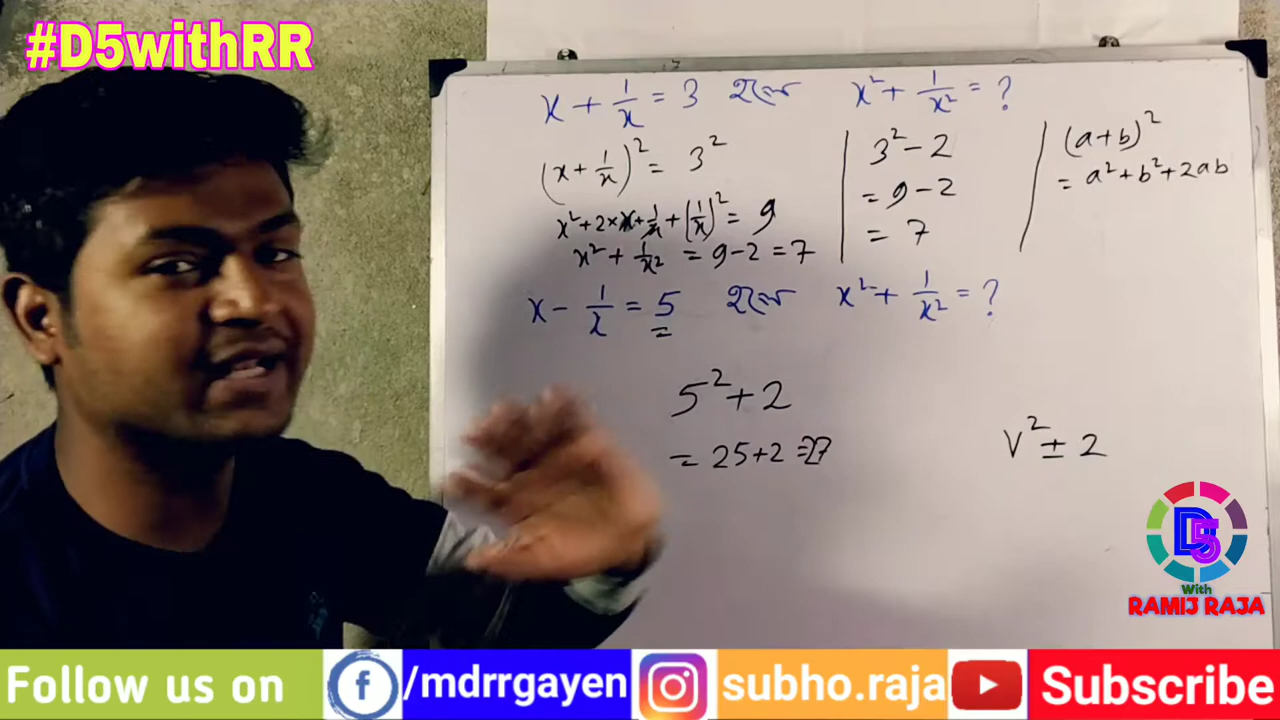 #D5withRR
x + 1/x = 3 হলে x² + 1/x² = ?
(x + 1/x)² = 3²
x² + 2 × x + 1/x + (1/x)² = 9
x² + 1/x² = 9 - 2 = 7
3² - 2
= 9 - 2
= 7
(a + b)²
= a² + b² + 2ab
x - 1/x = 5 হলে x² + 1/x² = ?
5² + 2
= 25 + 2 = 27
V² ± 2
D5
With
RAMIJ RAJA
Follow us on f /mdrrgayen subho.raja Subscribe